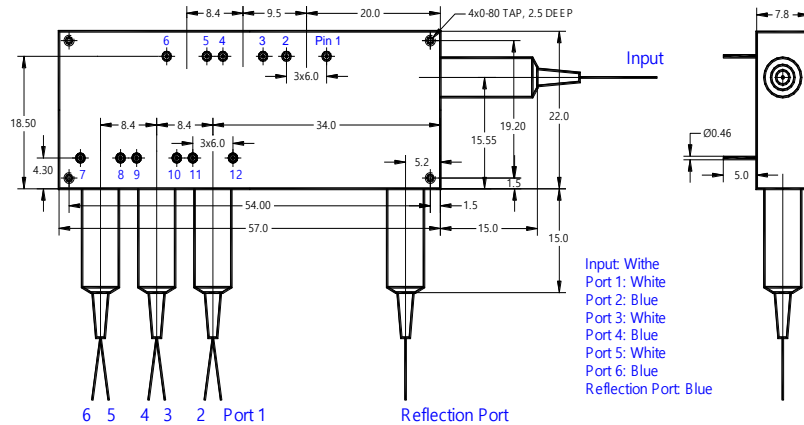 8.4
9.5
20.0
4x0-80 TAP, 2.5 DEEP
7.8
6
5
4
3
2
Pin 1
Input
3x6.0
18.50
8.4
8.4
34.0
15.55
19.20
22.0
Ø0.46
3x6.0
4.30
5.2
5.0
7
8
9
10
11
12
1.5
54.00
1.5
57.0
15.0
15.0
Input: Withe
Port 1: White
Port 2: Blue
Port 3: White
Port 4: Blue
Port 5: White
Port 6: Blue
Reflection Port: Blue
6 5 4 3 2 Port 1 Reflection Port